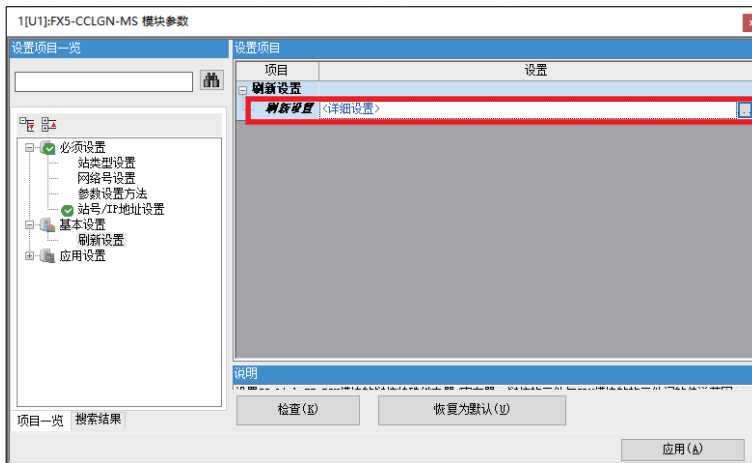 1[U1]:FX5-CCLGN-MS 模块参数
设置项目一览
设置项目
项目 设置
刷新设置
刷新设置 <详细设置>
必须设置
站类型设置
网络号设置
参数设置方法
站号/IP地址设置
基本设置
刷新设置
应用设置
说明
检查(K) 恢复为默认(U)
项目一览 搜索结果
应用(A)